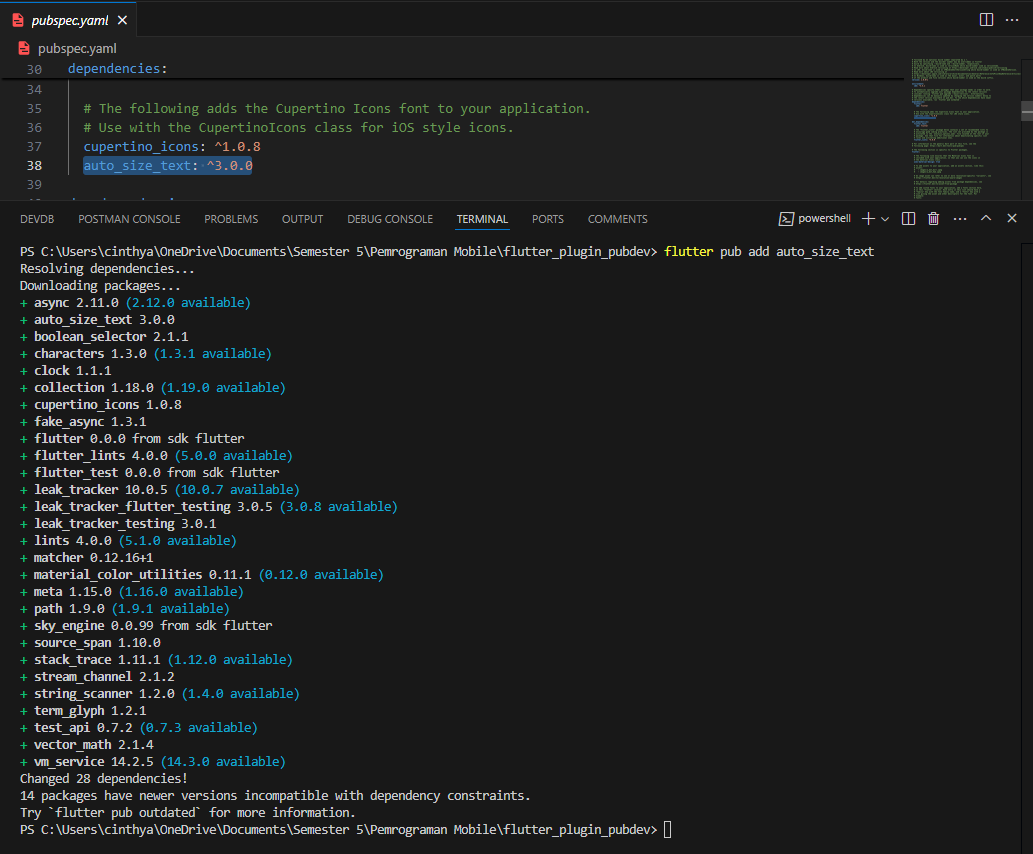 pubspec.yaml
pubspec.yaml
30 dependencies:
34
35 # The following adds the Cupertino Icons font to your application.
36 # Use with the CupertinoIcons class for iOS style icons.
37 cupertino_icons: ^1.0.8
38 auto_size_text: ^3.0.0
39
DEVDB POSTMAN CONSOLE PROBLEMS OUTPUT DEBUG CONSOLE TERMINAL PORTS COMMENTS powershell
PS C:\Users\cinthya\OneDrive\Documents\Semester 5\Pemrograman Mobile\flutter_plugin_pubdev> flutter pub add auto_size_text
Resolving dependencies...
Downloading packages...
+ async 2.11.0 (2.12.0 available)
+ auto_size_text 3.0.0
+ boolean_selector 2.1.1
+ characters 1.3.0 (1.3.1 available)
+ clock 1.1.1
+ collection 1.18.0 (1.19.0 available)
+ cupertino_icons 1.0.8
+ fake_async 1.3.1
+ flutter 0.0.0 from sdk flutter
+ flutter_lints 4.0.0 (5.0.0 available)
+ flutter_test 0.0.0 from sdk flutter
+ leak_tracker 10.0.5 (10.0.7 available)
+ leak_tracker_flutter_testing 3.0.5 (3.0.8 available)
+ leak_tracker_testing 3.0.1
+ lints 4.0.0 (5.1.0 available)
+ matcher 0.12.16+1
+ material_color_utilities 0.11.1 (0.12.0 available)
+ meta 1.15.0 (1.16.0 available)
+ path 1.9.0 (1.9.1 available)
+ sky_engine 0.0.99 from sdk flutter
+ source_span 1.10.0
+ stack_trace 1.11.1 (1.12.0 available)
+ stream_channel 2.1.2
+ string_scanner 1.2.0 (1.4.0 available)
+ term_glyph 1.2.1
+ test_api 0.7.2 (0.7.3 available)
+ vector_math 2.1.4
+ vm_service 14.2.5 (14.3.0 available)
Changed 28 dependencies!
14 packages have newer versions incompatible with dependency constraints.
Try `flutter pub outdated` for more information.
PS C:\Users\cinthya\OneDrive\Documents\Semester 5\Pemrograman Mobile\flutter_plugin_pubdev>